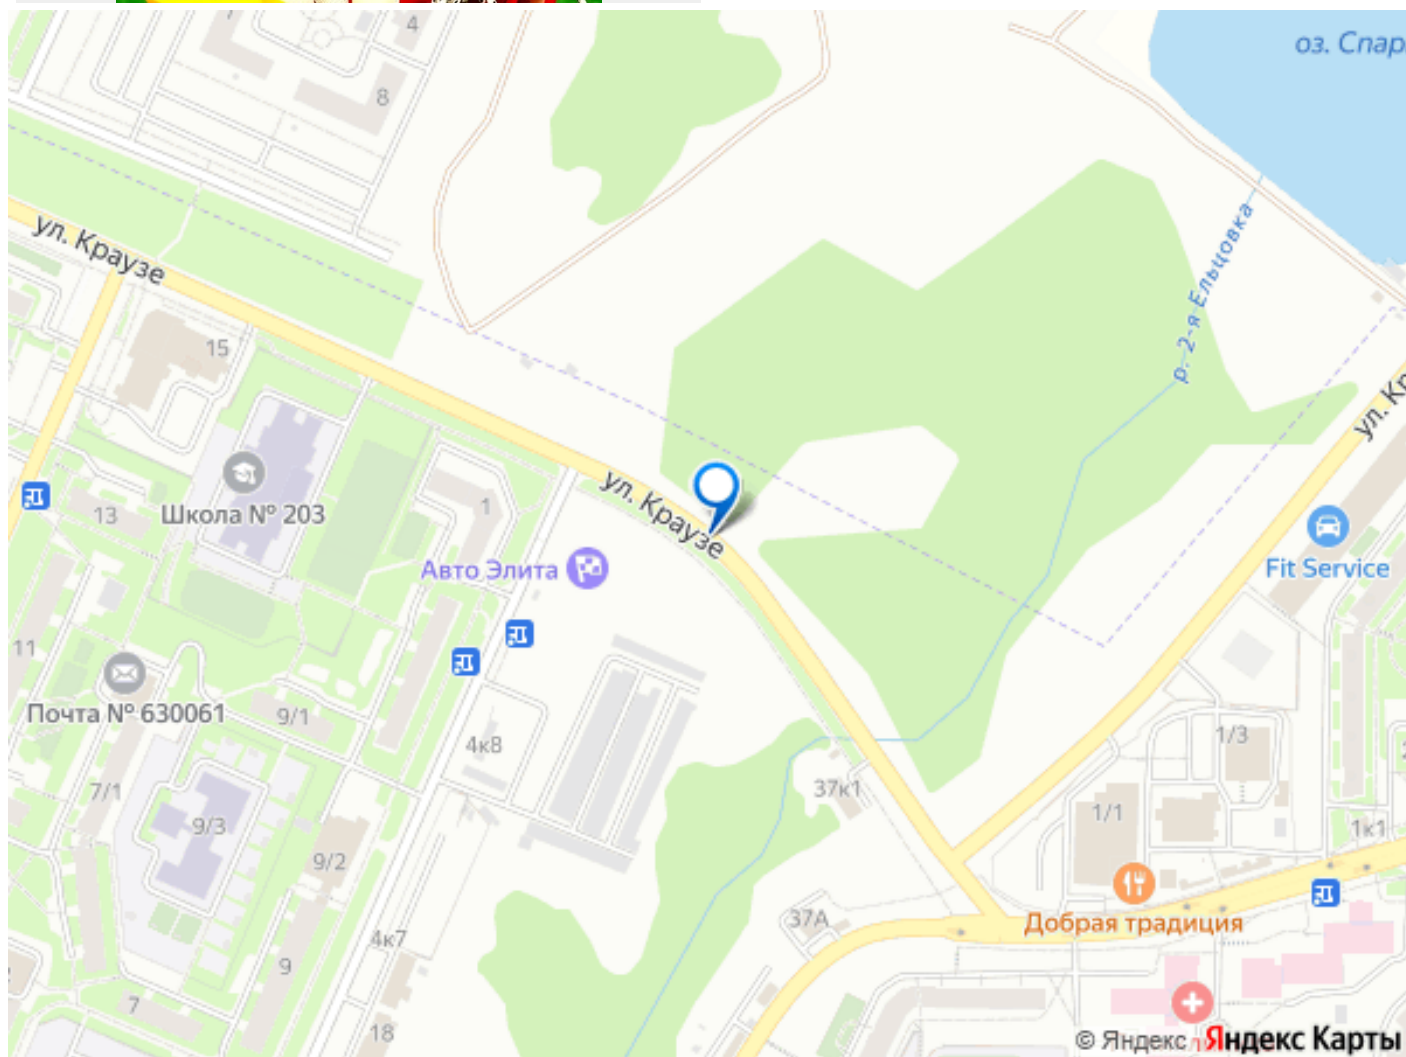 7
4
оз. Спар
8
ул. Краузе
р. 2-я Ельцовка
15
ул. Кр
ул. Краузе
1
13
Школа № 203
Авто Элита
Fit Service
11
Почта № 630061
9/1
4к8
1/3
7/1
37к1
9/3
1/1
1к1
9/2
37А
Добрая традиция
4к7
9
7
18
© Яндекс
Яндекс Карты